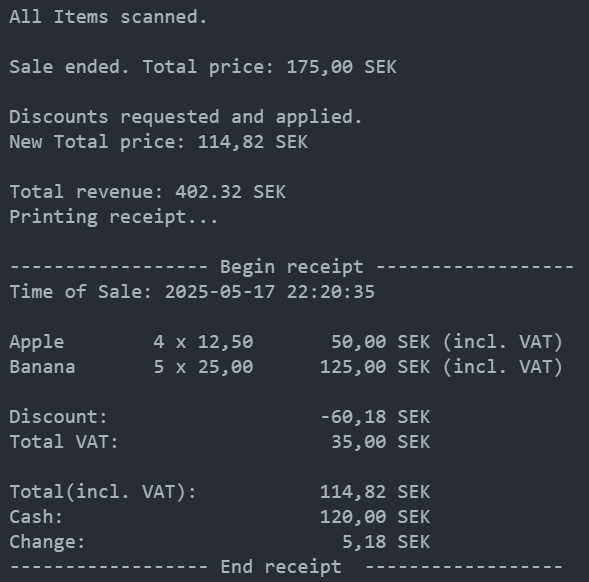 All Items scanned.
Sale ended. Total price: 175,00 SEK
Discounts requested and applied.
New Total price: 114,82 SEK
Total revenue: 402.32 SEK
Printing receipt...
------------------ Begin receipt ------------------
Time of Sale: 2025-05-17 22:20:35
Apple        4 x 12,50       50,00 SEK (incl. VAT)
Banana       5 x 25,00      125,00 SEK (incl. VAT)
Discount:                   -60,18 SEK
Total VAT:                   35,00 SEK
Total(incl. VAT):           114,82 SEK
Cash:                       120,00 SEK
Change:                       5,18 SEK
------------------ End receipt  ------------------